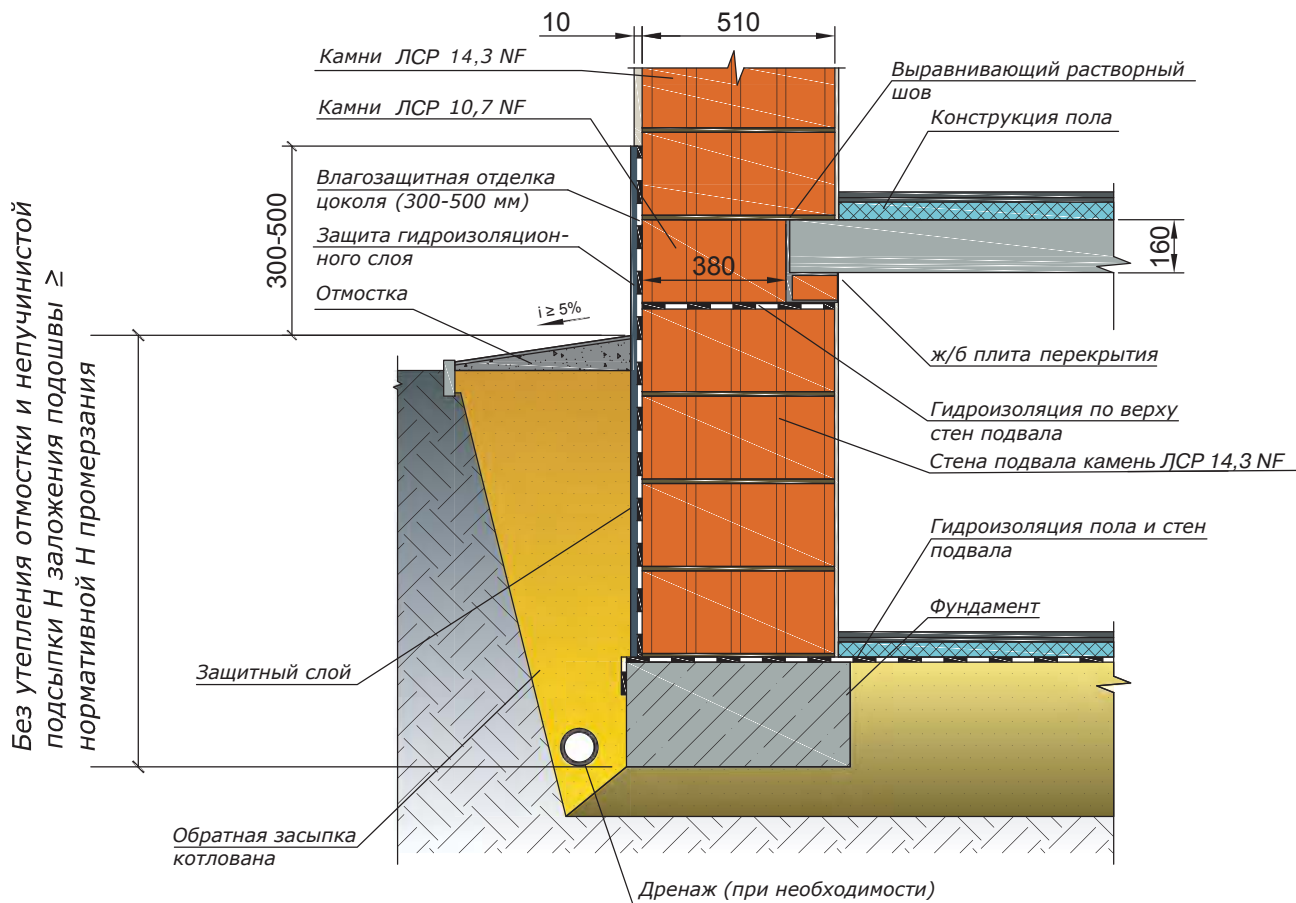 10
510
Камни ЛСР 14,3 NF
Камни ЛСР 10,7 NF
Влагозащитная отделка
цоколя (300-500 мм)
Защита гидроизоляцион-
ного слоя
Отмостка
i ≥ 5%
300-500
Без утепления отмостки и непучинистой
подсыпки Н заложения подошвы ≥
нормативной Н промерзания
Выравнивающий растворный
шов
Конструкция пола
380
160
ж/б плита перекрытия
Гидроизоляция по верху
стен подвала
Стена подвала камень ЛСР 14,3 NF
Гидроизоляция пола и стен
подвала
Фундамент
Защитный слой
Обратная засыпка
котлована
Дренаж (при необходимости)